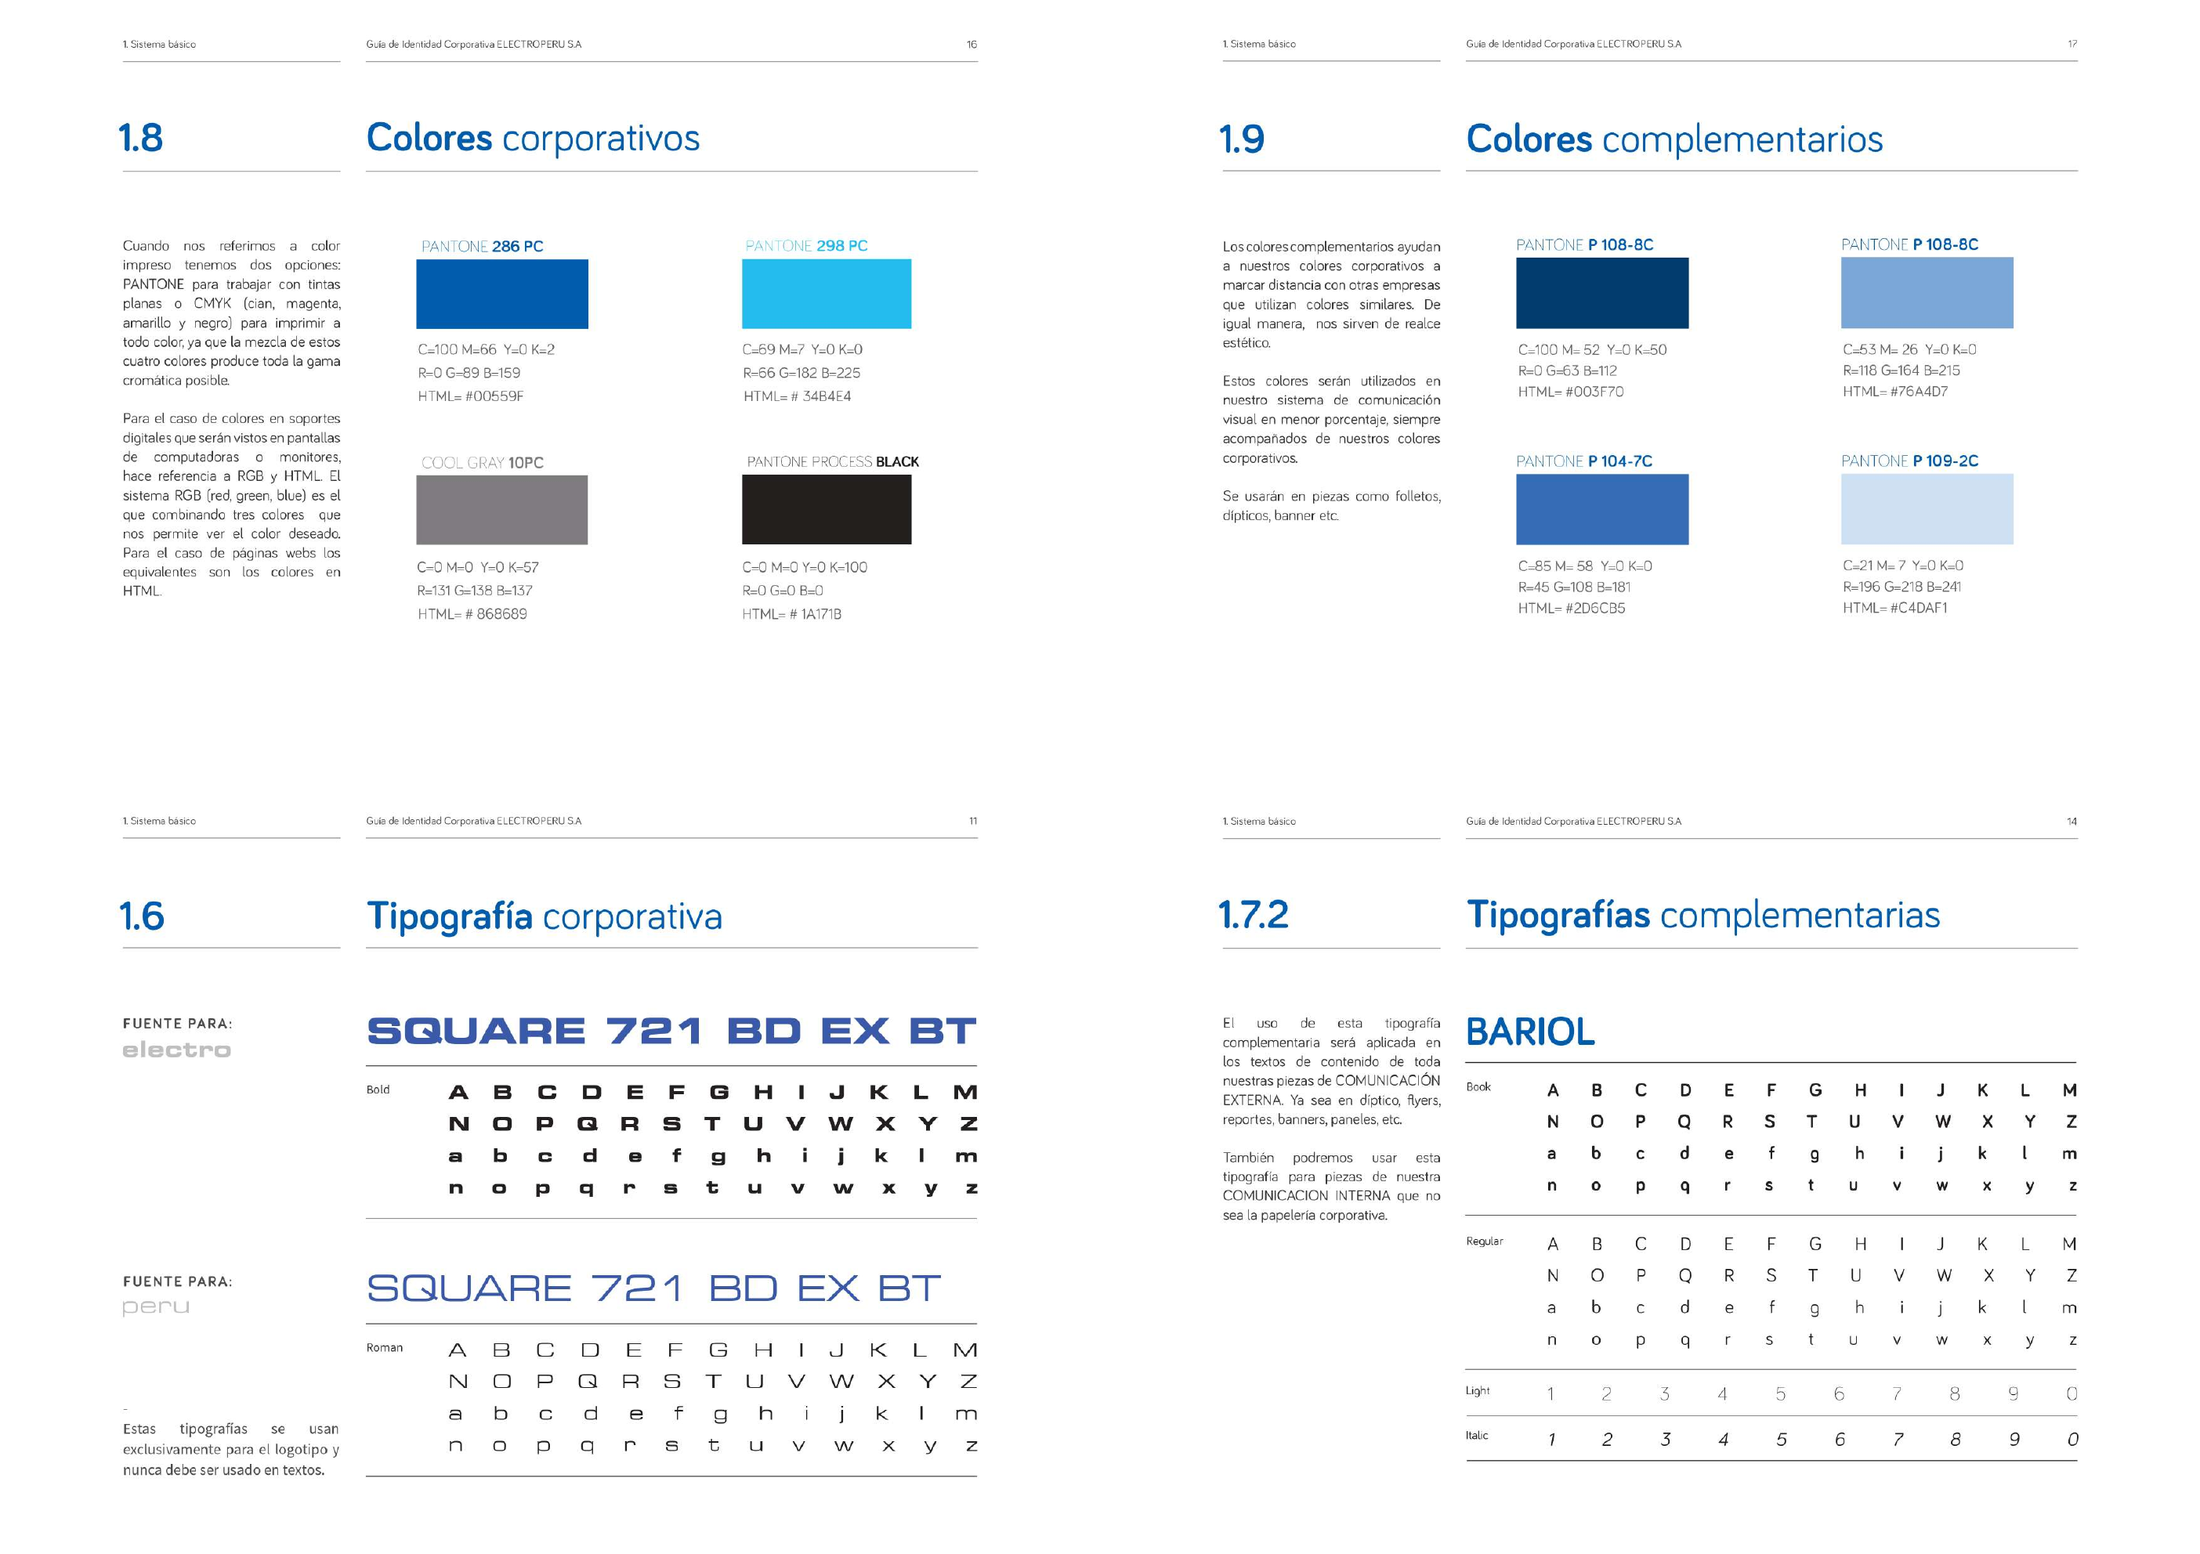 1. Sistema básico
Guía de Identidad Corporativa ELECTROPERU S.A
16
1.8
Colores corporativos
Cuando nos referimos a color
impreso tenemos dos opciones:
PANTONE para trabajar con tintas
planas o CMYK (cian, magenta,
amarillo y negro) para imprimir a
todo color, ya que la mezcla de estos
cuatro colores produce toda la gama
cromática posible.
Para el caso de colores en soportes
digitales que serán vistos en pantallas
de computadoras o monitores,
hace referencia a RGB y HTML. El
sistema RGB (red, green, blue) es el
que combinando tres colores que
nos permite ver el color deseado.
Para el caso de páginas webs los
equivalentes son los colores en
HTML.
PANTONE 286 PC
C=100 M=66 Y=0 K=2
R=0 G=89 B=159
HTML= #00559F
PANTONE 298 PC
C=69 M=7 Y=0 K=0
R=66 G=182 B=225
HTML= # 34B4E4
COOL GRAY 10PC
C=0 M=0 Y=0 K=57
R=131 G=138 B=137
HTML= # 868689
PANTONE PROCESS BLACK
C=0 M=0 Y=0 K=100
R=0 G=0 B=0
HTML= # 1A171B
1. Sistema básico
Guía de Identidad Corporativa ELECTROPERU S.A
17
1.9
Colores complementarios
Los colores complementarios ayudan
a nuestros colores corporativos a
marcar distancia con otras empresas
que utilizan colores similares. De
igual manera, nos sirven de realce
estético.
Estos colores serán utilizados en
nuestro sistema de comunicación
visual en menor porcentaje, siempre
acompañados de nuestros colores
corporativos.
Se usarán en piezas como folletos,
dípticos, banner etc.
PANTONE P 108-8C
C=100 M= 52 Y=0 K=50
R=0 G=63 B=112
HTML= #003F70
PANTONE P 108-8C
C=53 M= 26 Y=0 K=0
R=118 G=164 B=215
HTML= #76A4D7
PANTONE P 104-7C
C=85 M= 58 Y=0 K=0
R=45 G=108 B=181
HTML= #2D6CB5
PANTONE P 109-2C
C=21 M= 7 Y=0 K=0
R=196 G=218 B=241
HTML= #C4DAF1
1. Sistema básico
Guía de Identidad Corporativa ELECTROPERU S.A
11
1.6
Tipografía corporativa
FUENTE PARA:
electro
SQUARE 721 BD EX BT
Bold
A B C D E F G H I J K L M
N O P Q R S T U V W X Y Z
a b c d e f g h i j k l m
n o p q r s t u v w x y z
FUENTE PARA:
peru
SQUARE 721 BD EX BT
Roman
A B C D E F G H I J K L M
N O P Q R S T U V W X Y Z
a b c d e f g h i j k l m
n o p q r s t u v w x y z
-
Estas tipografías se usan
exclusivamente para el logotipo y
nunca debe ser usado en textos.
1. Sistema básico
Guía de Identidad Corporativa ELECTROPERU S.A
14
1.7.2
Tipografías complementarias
El uso de esta tipografía
complementaria será aplicada en
los textos de contenido de toda
nuestras piezas de COMUNICACIÓN
EXTERNA. Ya sea en díptico, flyers,
reportes, banners, paneles, etc.
También podremos usar esta
tipografía para piezas de nuestra
COMUNICACION INTERNA que no
sea la papelería corporativa.
BARIOL
Book
A B C D E F G H I J K L M
N O P Q R S T U V W X Y Z
a b c d e f g h i j k l m
n o p q r s t u v w x y z
Regular
A B C D E F G H I J K L M
N O P Q R S T U V W X Y Z
a b c d e f g h i j k l m
n o p q r s t u v w x y z
Light
1 2 3 4 5 6 7 8 9 0
Italic
1 2 3 4 5 6 7 8 9 0